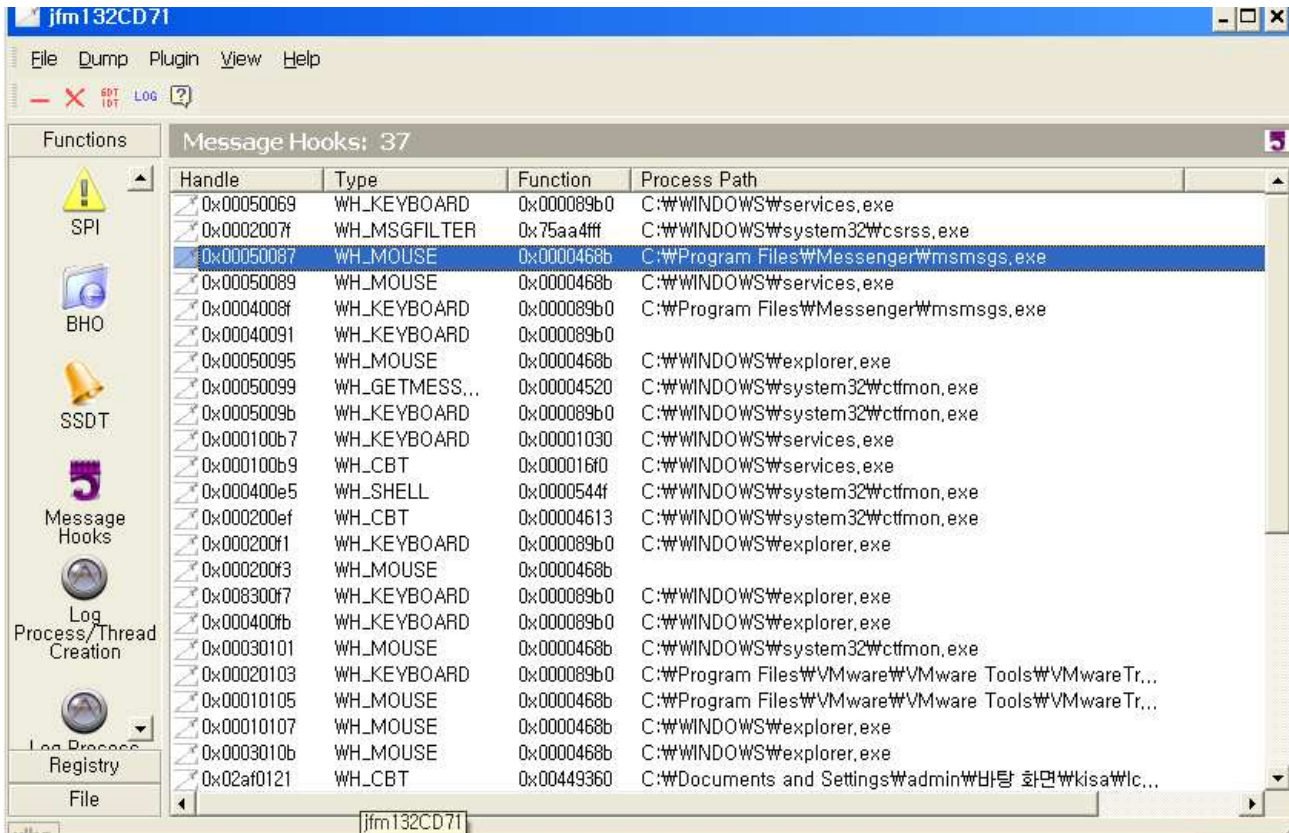 jfm132CD71
File Dump Plugin View Help
GDT IDT LOG
Functions
Message Hooks: 37
SPI
BHO
SSDT
Message Hooks
Log Process/Thread Creation
Log Process
Registry
File
Handle Type Function Process Path
0x00050069 WH_KEYBOARD 0x000089b0 C:₩WINDOWS₩services.exe
0x0002007f WH_MSGFILTER 0x75aa4fff C:₩WINDOWS₩system32₩csrss.exe
0x00050087 WH_MOUSE 0x0000468b C:₩Program Files₩Messenger₩msmsgs.exe
0x00050089 WH_MOUSE 0x0000468b C:₩WINDOWS₩services.exe
0x0004008f WH_KEYBOARD 0x000089b0 C:₩Program Files₩Messenger₩msmsgs.exe
0x00040091 WH_KEYBOARD 0x000089b0
0x00050095 WH_MOUSE 0x0000468b C:₩WINDOWS₩explorer.exe
0x00050099 WH_GETMESS... 0x00004520 C:₩WINDOWS₩system32₩ctfmon.exe
0x0005009b WH_KEYBOARD 0x000089b0 C:₩WINDOWS₩system32₩ctfmon.exe
0x000100b7 WH_KEYBOARD 0x00001030 C:₩WINDOWS₩services.exe
0x000100b9 WH_CBT 0x000016f0 C:₩WINDOWS₩services.exe
0x000400e5 WH_SHELL 0x0000544f C:₩WINDOWS₩system32₩ctfmon.exe
0x000200ef WH_CBT 0x00004613 C:₩WINDOWS₩system32₩ctfmon.exe
0x000200f1 WH_KEYBOARD 0x000089b0 C:₩WINDOWS₩explorer.exe
0x000200f3 WH_MOUSE 0x0000468b
0x008300f7 WH_KEYBOARD 0x000089b0 C:₩WINDOWS₩explorer.exe
0x000400fb WH_KEYBOARD 0x000089b0 C:₩WINDOWS₩explorer.exe
0x00030101 WH_MOUSE 0x0000468b C:₩WINDOWS₩system32₩ctfmon.exe
0x00020103 WH_KEYBOARD 0x000089b0 C:₩Program Files₩VMware₩VMware Tools₩VMwareTr...
0x00010105 WH_MOUSE 0x0000468b C:₩Program Files₩VMware₩VMware Tools₩VMwareTr...
0x00010107 WH_MOUSE 0x0000468b C:₩WINDOWS₩explorer.exe
0x0003010b WH_MOUSE 0x0000468b C:₩WINDOWS₩explorer.exe
0x02af0121 WH_CBT 0x00449360 C:₩Documents and Settings₩admin₩바탕 화면₩kisa₩Ic...
jfm132CD71